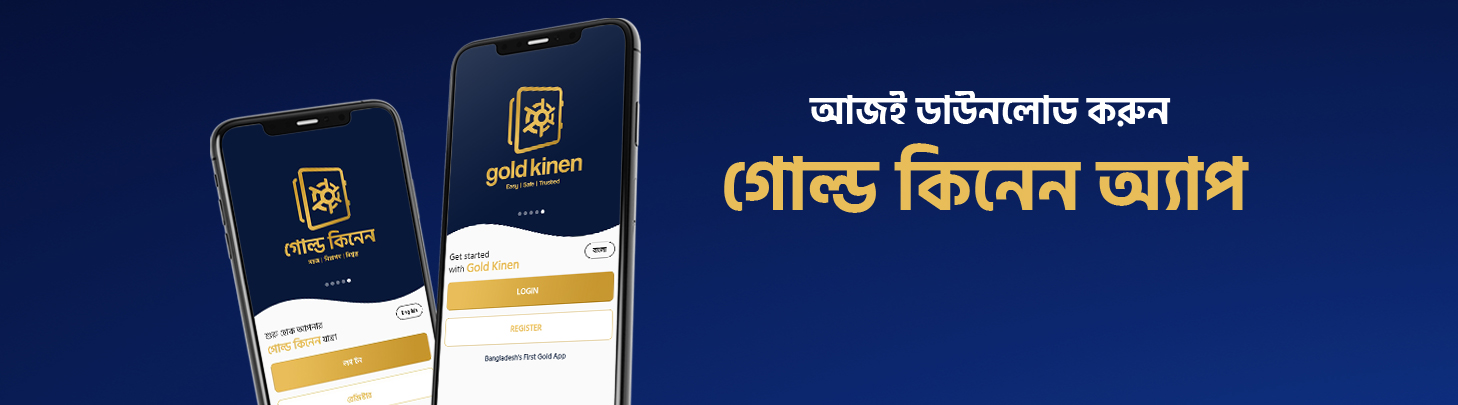 গোল্ড কিনেন
সহজ | নিরাপদ | বিশ্বস্ত
English
শুরু হোক আপনার
গোল্ড কিনেন যাত্রা
লগ ইন
রেজিস্টার
gold kinen
Easy | Safe | Trusted
বাংলা
Get started
with Gold Kinen
LOGIN
REGISTER
Bangladesh's First Gold App
আজই ডাউনলোড করুন
গোল্ড কিনেন অ্যাপ